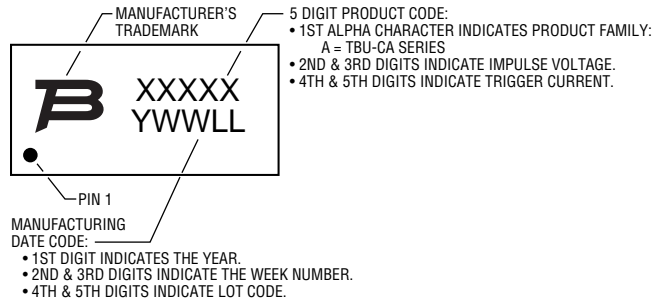 MANUFACTURER'S
TRADEMARK
5 DIGIT PRODUCT CODE:
• 1ST ALPHA CHARACTER INDICATES PRODUCT FAMILY:
A = TBU-CA SERIES
• 2ND & 3RD DIGITS INDICATE IMPULSE VOLTAGE.
• 4TH & 5TH DIGITS INDICATE TRIGGER CURRENT.
B
XXXXX
YWWLL
PIN 1
MANUFACTURING
DATE CODE:
• 1ST DIGIT INDICATES THE YEAR.
• 2ND & 3RD DIGITS INDICATE THE WEEK NUMBER.
• 4TH & 5TH DIGITS INDICATE LOT CODE.